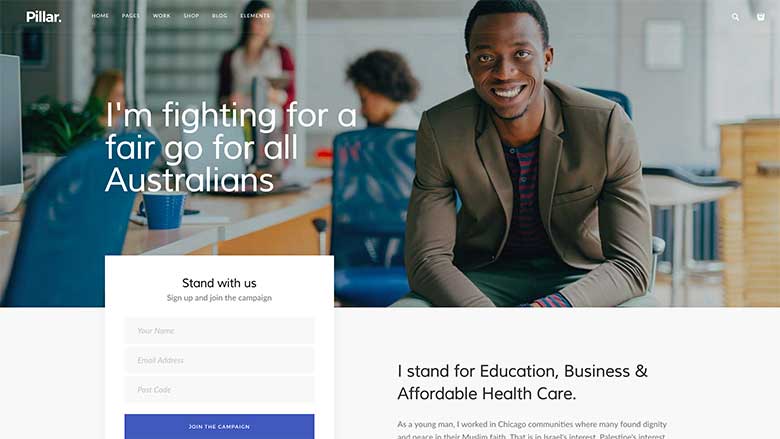 Pillar.
HOME PAGES WORK SHOP BLOG ELEMENTS
I'm fighting for a
fair go for all
Australians
Stand with us
Sign up and join the campaign
Your Name
Email Address
Post Code
JOIN THE CAMPAIGN
I stand for Education, Business &
Affordable Health Care.
As a young man, I worked in Chicago communities where many found dignity
and peace in their Muslim faith. That is in Israel's interest, Palestine's interest